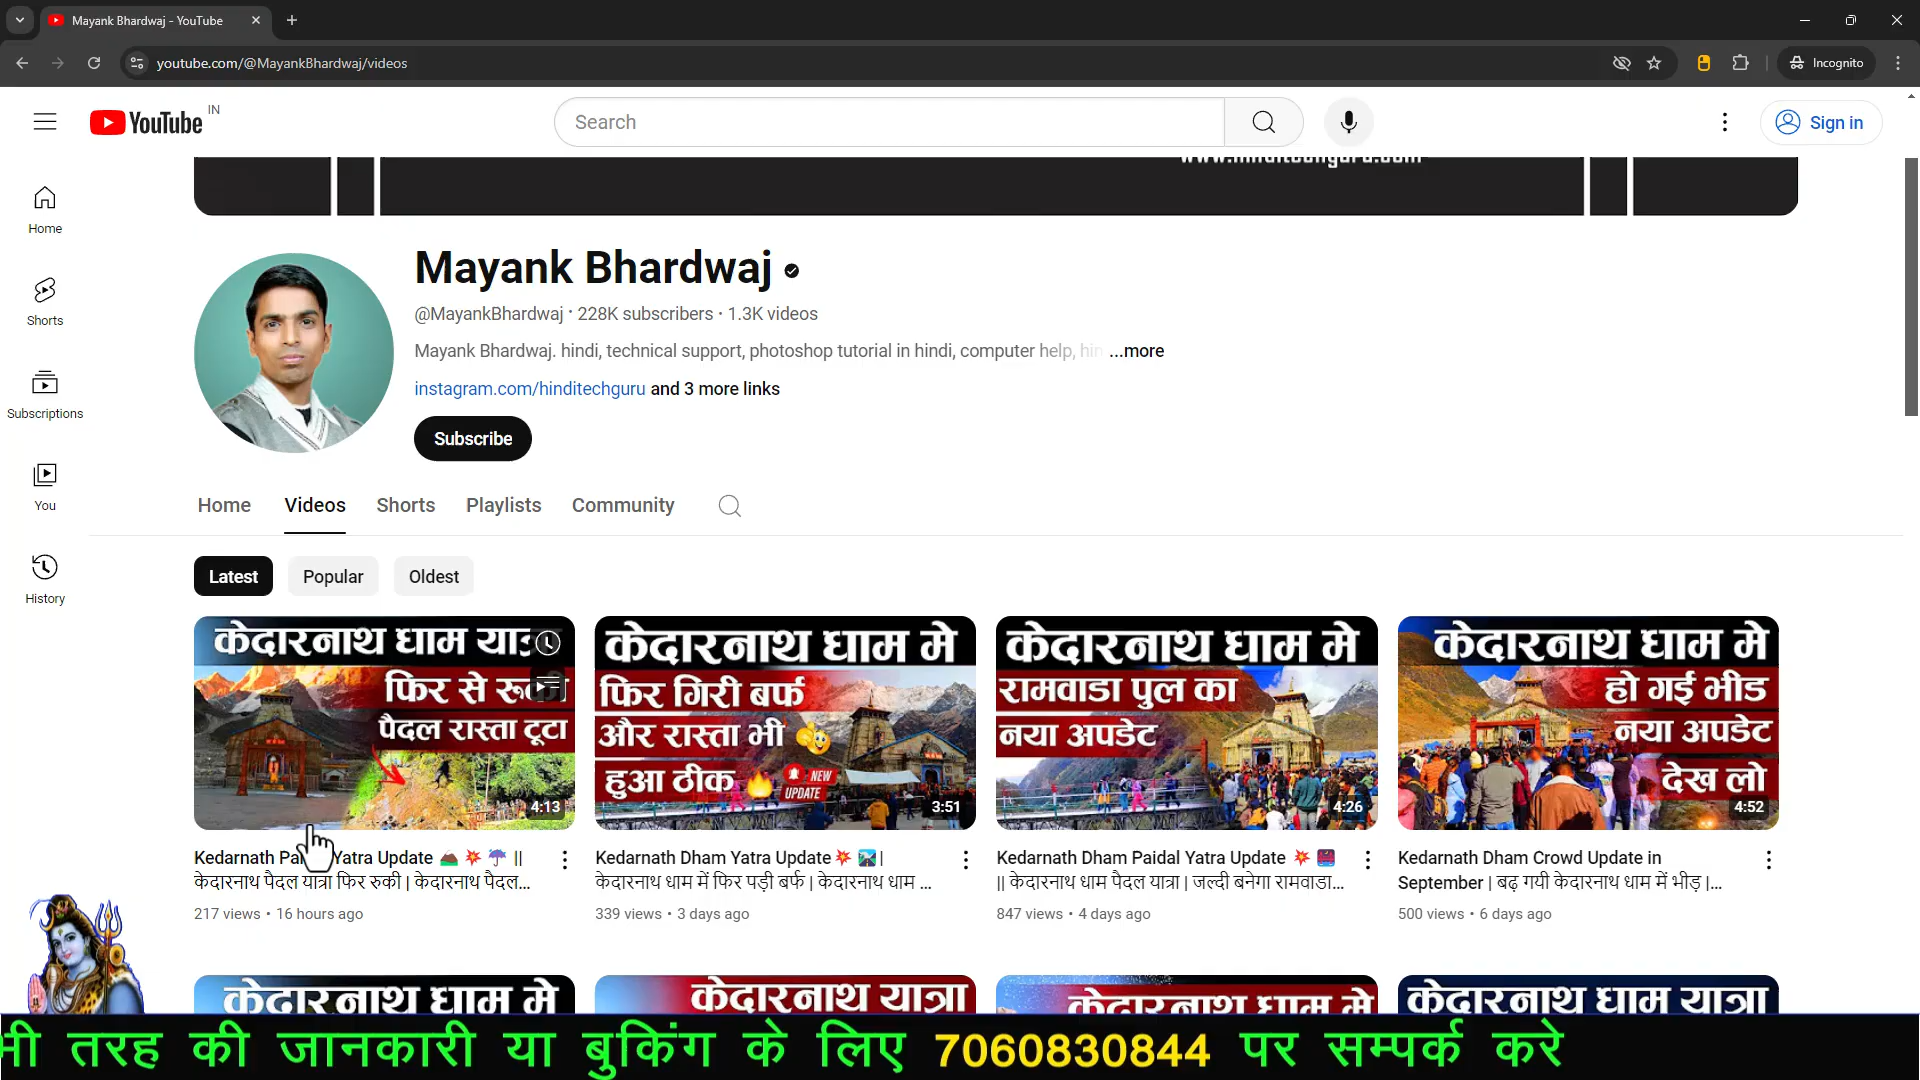 Mayank Bhardwaj - YouTube
youtube.com/@MayankBhardwaj/videos
Incognito
YouTube IN
Search
Sign in
Home
Shorts
Subscriptions
You
History
Mayank Bhardwaj
@MayankBhardwaj · 228K subscribers · 1.3K videos
Mayank Bhardwaj. hindi, technical support, photoshop tutorial in hindi, computer help, hin ...more
instagram.com/hinditechguru and 3 more links
Subscribe
Home Videos Shorts Playlists Community
Latest Popular Oldest
केदारनाथ धाम
फिर से
पैदल रास्ता टूटा
4:13
केदारनाथ धाम मे
फिर गिरी बर्फ
और रास्ता भी
हुआ ठीक
NEW
UPDATE
3:51
केदारनाथ धाम मे
रामवाडा पुल का
नया अपडेट
4:26
केदारनाथ धाम मे
हो गई भीड
नया अपडेट
देख लो
4:52
Kedarnath Yatra Update ||
केदारनाथ पैदल यात्रा फिर रुकी | केदारनाथ पैदल...
217 views • 16 hours ago
Kedarnath Dham Yatra Update |
केदारनाथ धाम में फिर पड़ी बर्फ | केदारनाथ धाम ...
339 views • 3 days ago
Kedarnath Dham Paidal Yatra Update
|| केदारनाथ धाम पैदल यात्रा | जल्दी बनेगा रामवाडा...
847 views • 4 days ago
Kedarnath Dham Crowd Update in
September | बढ़ गयी केदारनाथ धाम में भीड़ |...
500 views • 6 days ago
केदारनाथ धाम मे
केदारनाथ यात्रा
केदारनाथ धाम मे
केदारनाथ धाम यात्रा
तरह की जानकारी या बुकिंग के लिए 7060830844 पर सम्पर्क करे